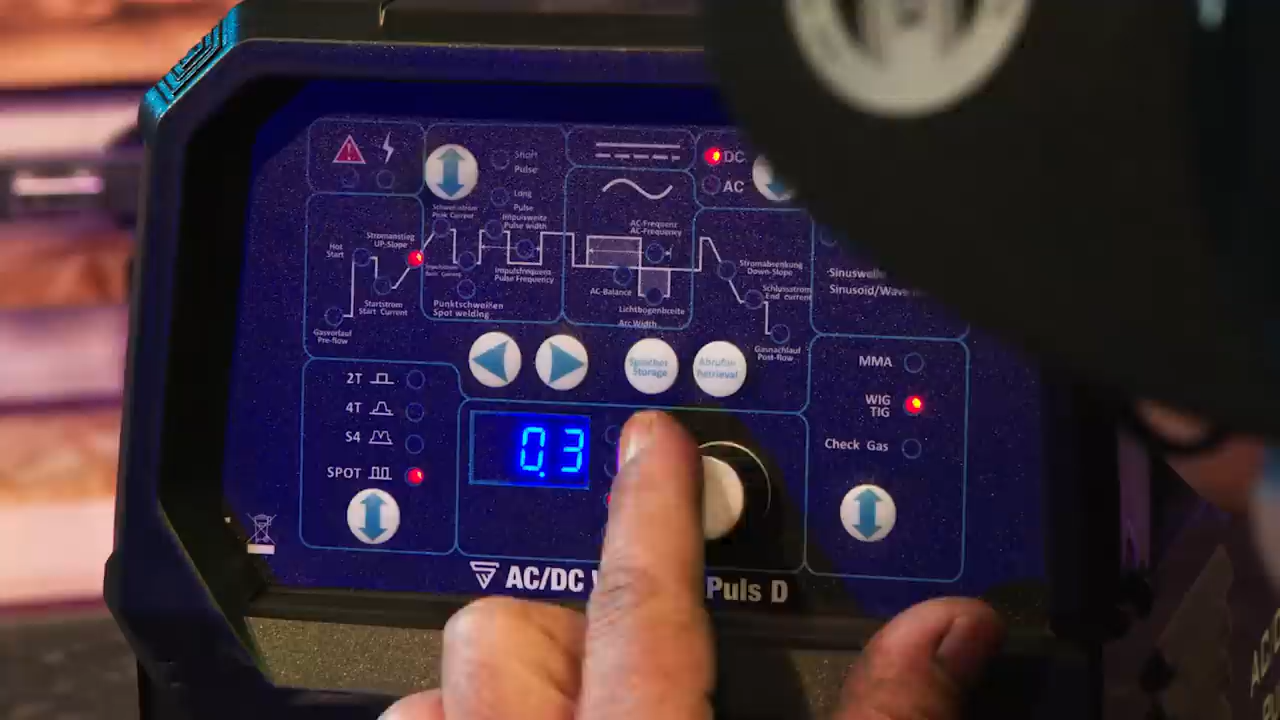 Short
Pulse
Long
Pulse
DC
AC
Schweißstrom
Peak Current
Impulsweite
Pulse width
AC-Frequenz
AC-Frequency
Stromanstieg
UP-Slope
Hot
Start
Stromabsenkung
Down-Slope
Impulsfrequenz
Pulse Frequency
Sinuswelle
Sinusoid/Wave
AC-Balance
Schlussstrom
End current
Startstrom
Start Current
Punktschweißen
Spot welding
Lichtbogenbreite
Arc Width
Gasvorlauf
Pre-flow
Gasnachlauf
Post-flow
Speicher
Storage
Abrufen
Retrieval
MMA
2T
4T
WIG
TIG
S4
Check Gas
0.3
SPOT
AC/DC
Puls D